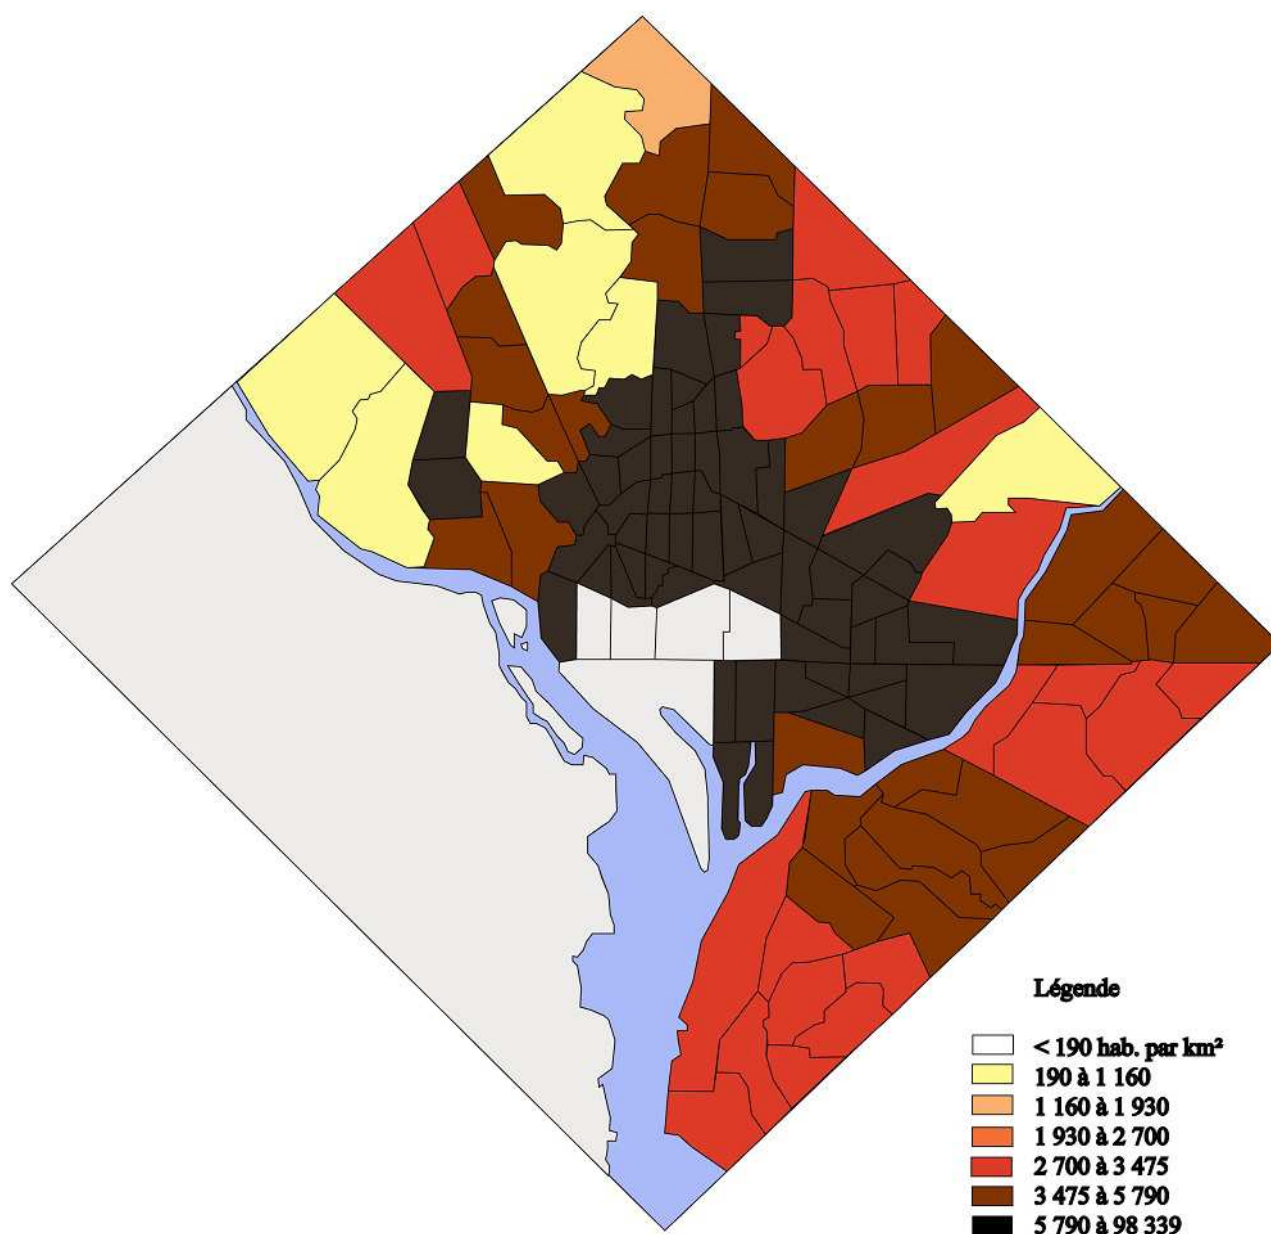 Légende
< 190 hab. par km²
190 à 1 160
1 160 à 1 930
1 930 à 2 700
2 700 à 3 475
3 475 à 5 790
5 790 à 98 339